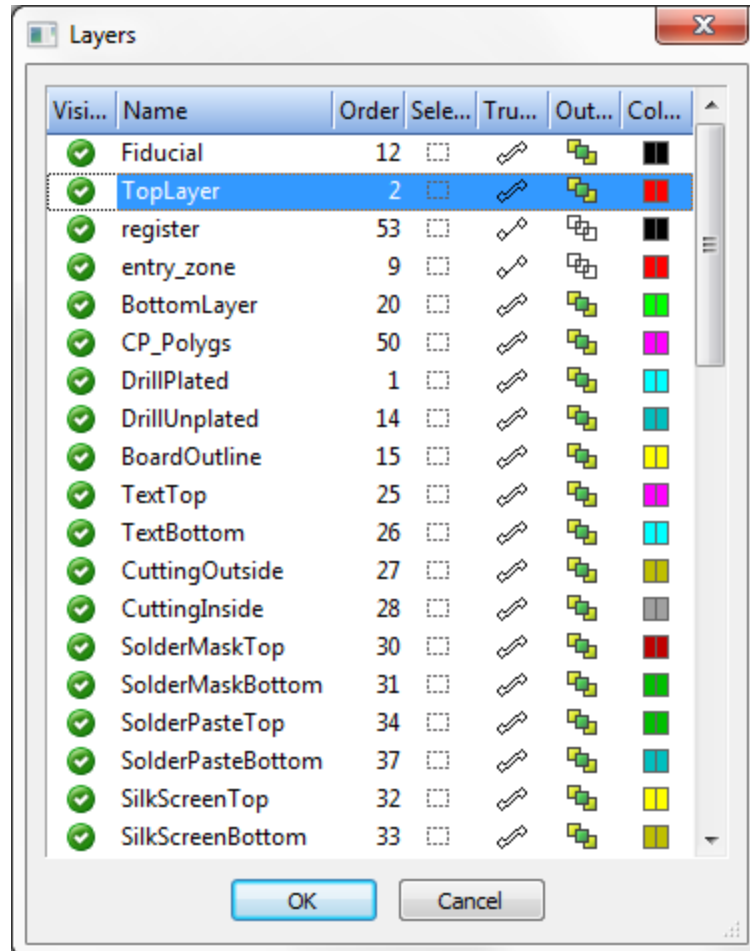 Layers
Visi... Name Order Sele... Tru... Out... Col...
Fiducial 12
TopLayer 2
register 53
entry_zone 9
BottomLayer 20
CP_Polygs 50
DrillPlated 1
DrillUnplated 14
BoardOutline 15
TextTop 25
TextBottom 26
CuttingOutside 27
CuttingInside 28
SolderMaskTop 30
SolderMaskBottom 31
SolderPasteTop 34
SolderPasteBottom 37
SilkScreenTop 32
SilkScreenBottom 33
OK Cancel